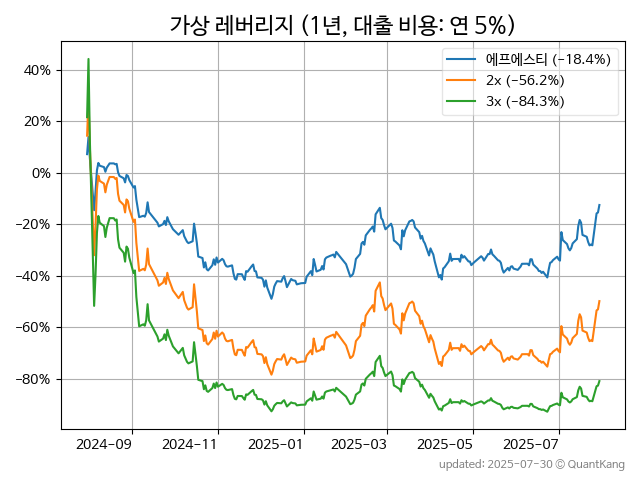 가상 레버리지 (1년, 대출 비용: 연 5%)
에프에스티 (−18.4%)
2x (−56.2%)
3x (−84.3%)
40%
20%
0%
−20%
−40%
−60%
−80%
2024-09 2024-11 2025-01 2025-03 2025-05 2025-07
updated: 2025-07-30 © QuantKang